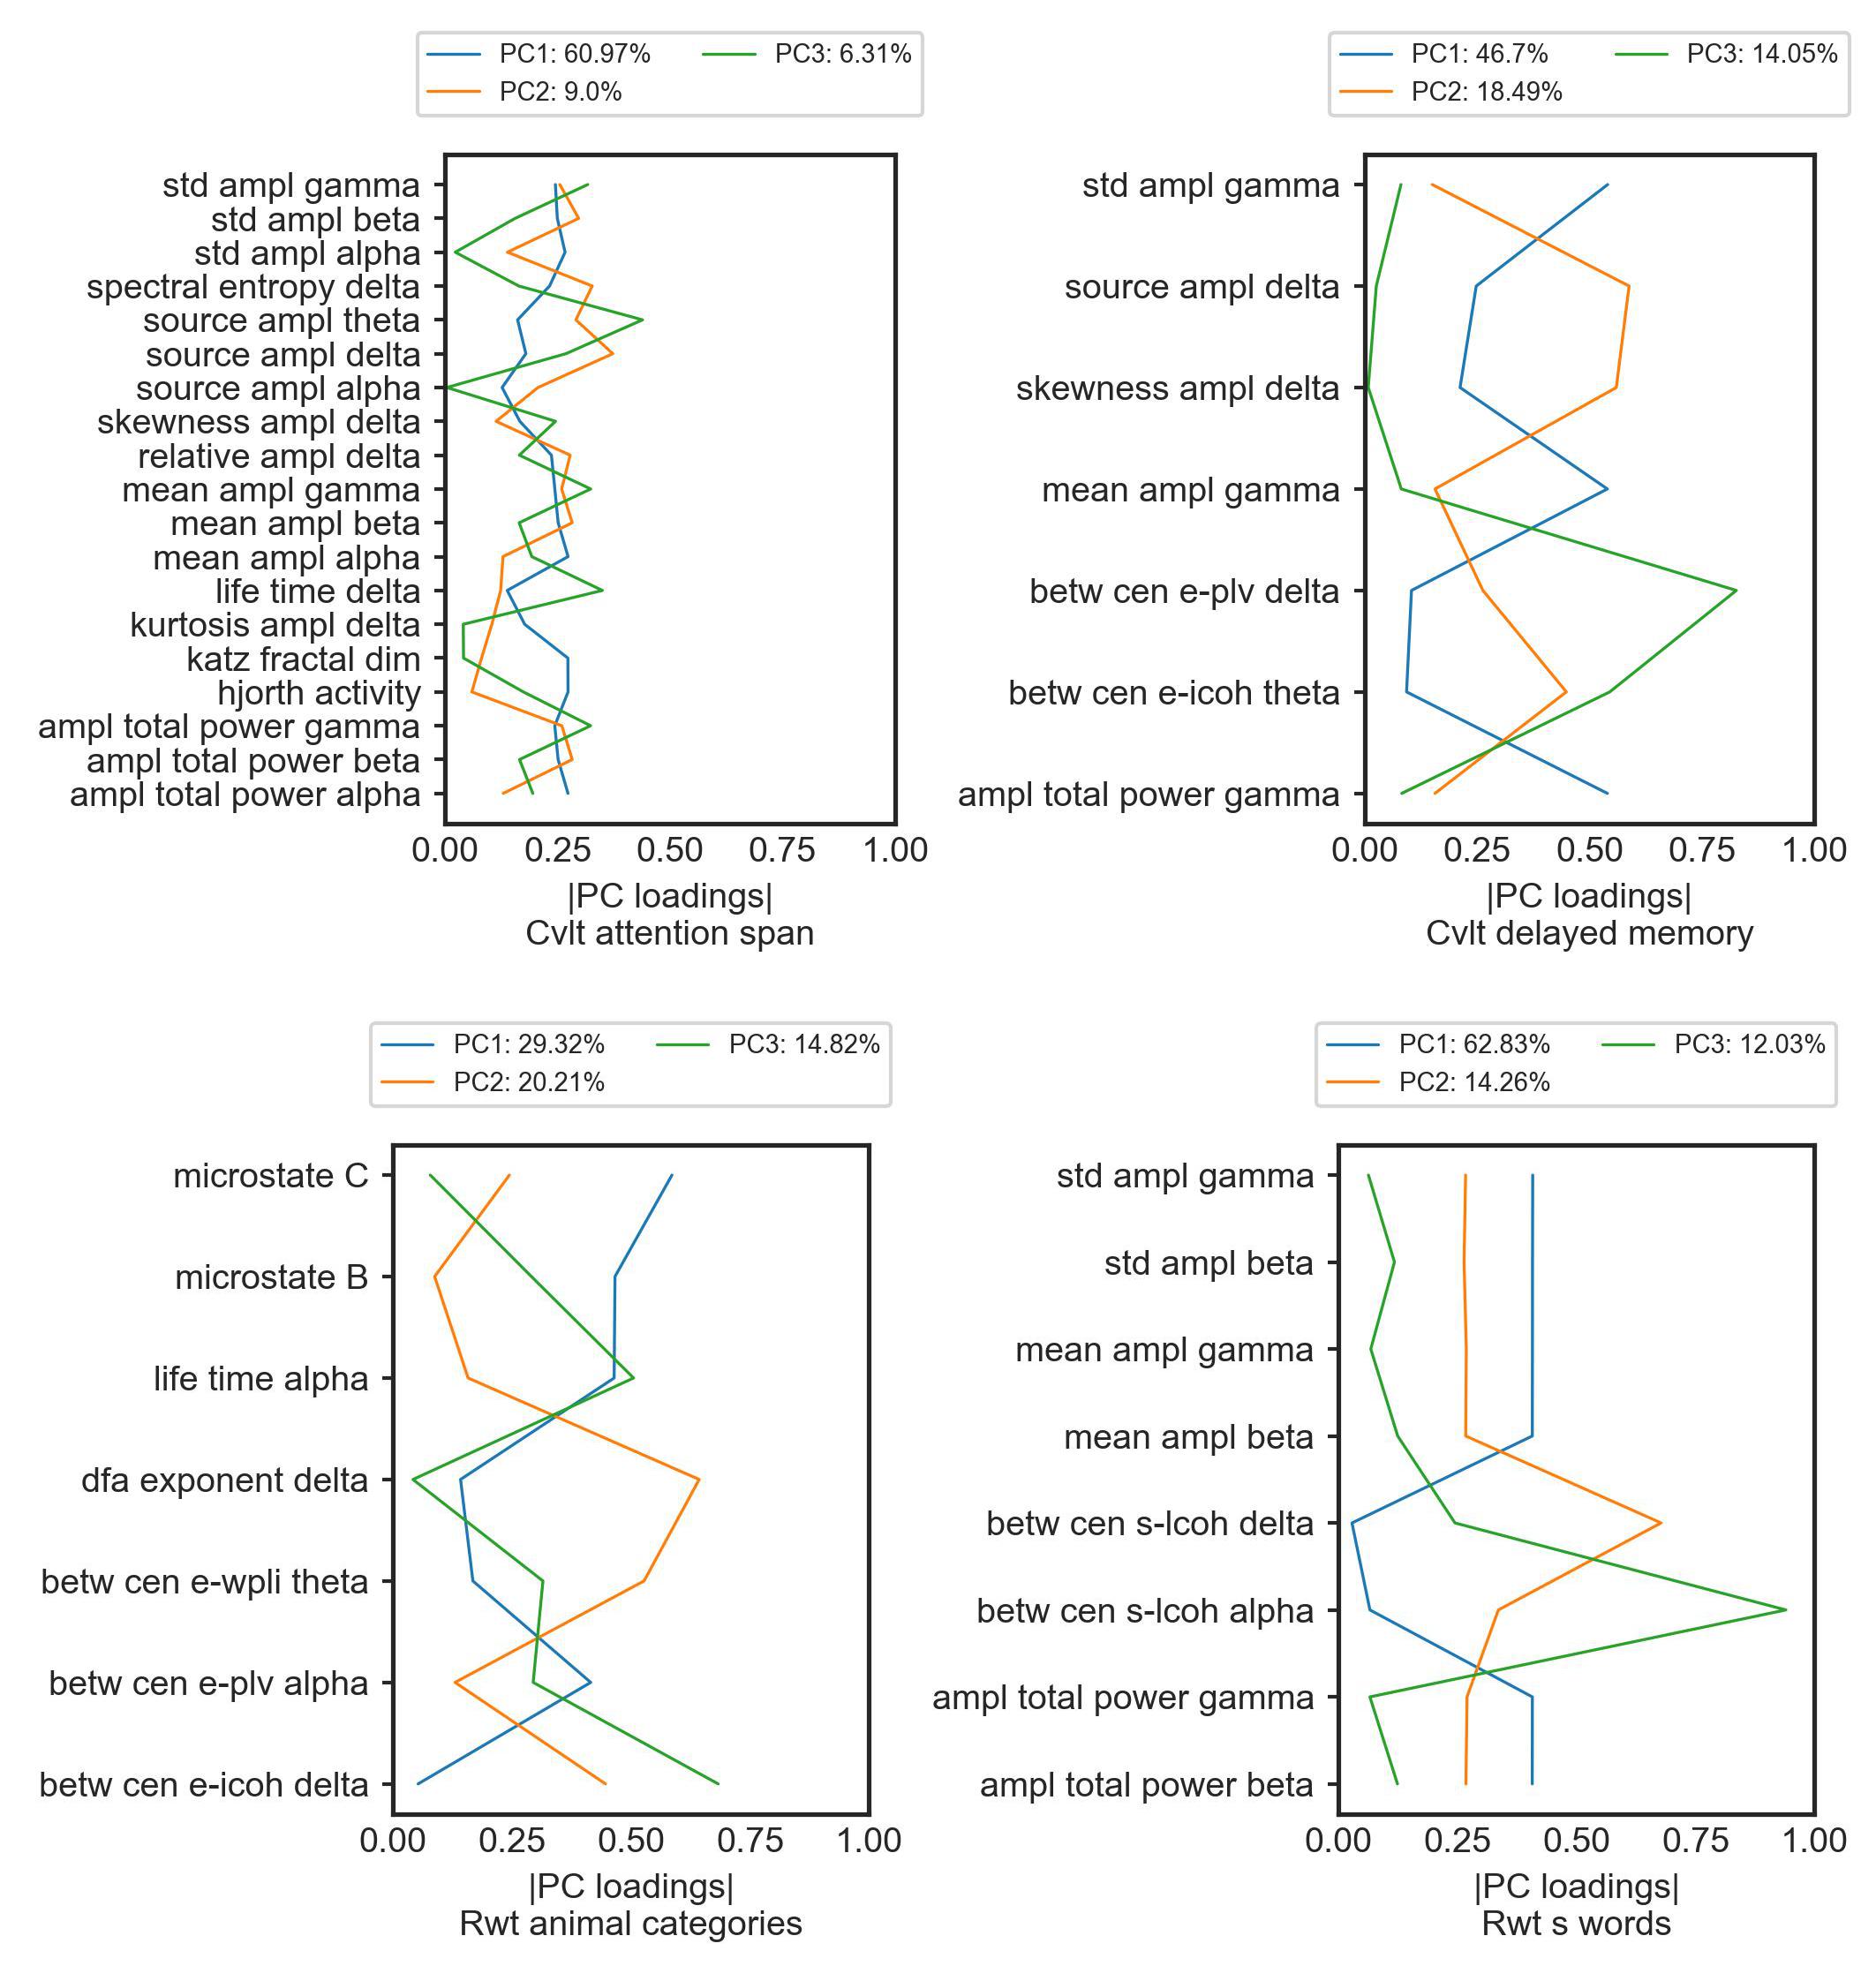 PC1: 60.97%
PC2: 9.0%
PC3: 6.31%
std ampl gamma
std ampl beta
std ampl alpha
spectral entropy delta
source ampl theta
source ampl delta
source ampl alpha
skewness ampl delta
relative ampl delta
mean ampl gamma
mean ampl beta
mean ampl alpha
life time delta
kurtosis ampl delta
katz fractal dim
hjorth activity
ampl total power gamma
ampl total power beta
ampl total power alpha
0.00 0.25 0.50 0.75 1.00
|PC loadings|
Cvlt attention span
PC1: 46.7%
PC2: 18.49%
PC3: 14.05%
std ampl gamma
source ampl delta
skewness ampl delta
mean ampl gamma
betw cen e-plv delta
betw cen e-icoh theta
ampl total power gamma
0.00 0.25 0.50 0.75 1.00
|PC loadings|
Cvlt delayed memory
PC1: 29.32%
PC2: 20.21%
PC3: 14.82%
microstate C
microstate B
life time alpha
dfa exponent delta
betw cen e-wpli theta
betw cen e-plv alpha
betw cen e-icoh delta
0.00 0.25 0.50 0.75 1.00
|PC loadings|
Rwt animal categories
PC1: 62.83%
PC2: 14.26%
PC3: 12.03%
std ampl gamma
std ampl beta
mean ampl gamma
mean ampl beta
betw cen s-Icoh delta
betw cen s-Icoh alpha
ampl total power gamma
ampl total power beta
0.00 0.25 0.50 0.75 1.00
|PC loadings|
Rwt s words